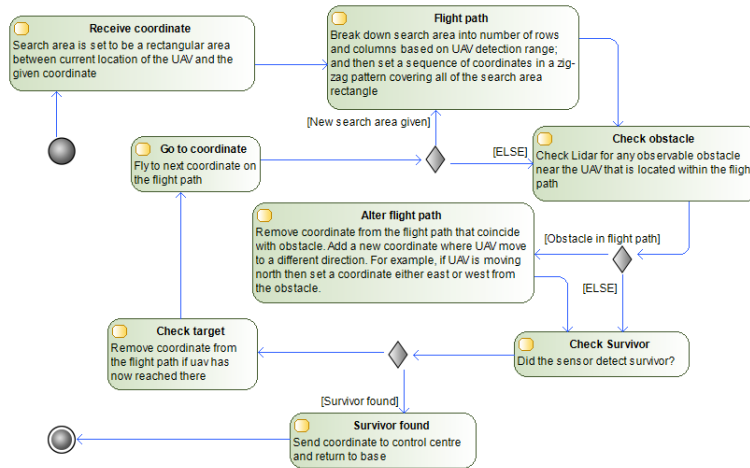 Receive coordinate
Search area is set to be a rectangular area
between current location of the UAV and the
given coordinate
Flight path
Break down search area into number of rows
and columns based on UAV detection range;
and then set a sequence of coordinates in a zig-
zag pattern covering all of the search area
rectangle
[New search area given]
[ELSE]
Check obstacle
Check Lidar for any observable obstacle
near the UAV that is located within the flight
path
Go to coordinate
Fly to next coordinate on
the flight path
Alter flight path
Remove coordinate from the flight path that coincide
with obstacle. Add a new coordinate where UAV move
to a different direction. For example, if UAV is moving
north then set a coordinate either east or west from
the obstacle.
[Obstacle in flight path]
[ELSE]
Check target
Remove coordinate from
the flight path if uav has
now reached there
Check Survivor
Did the sensor detect survivor?
[Survivor found]
Survivor found
Send coordinate to control centre
and return to base